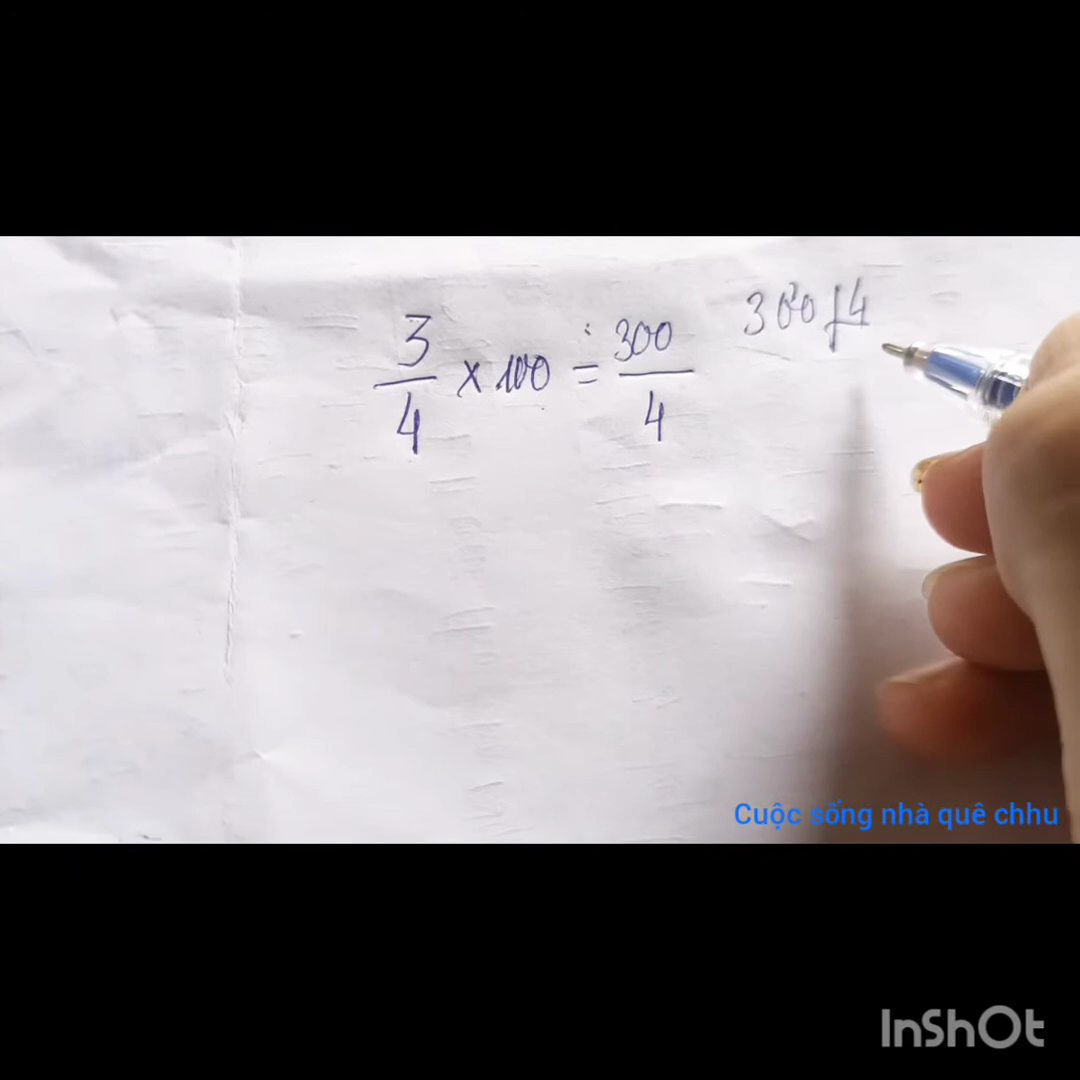 3/4 × 100 = 300/4
300 4
Cuộc sống nhà quê chhu
InShOt